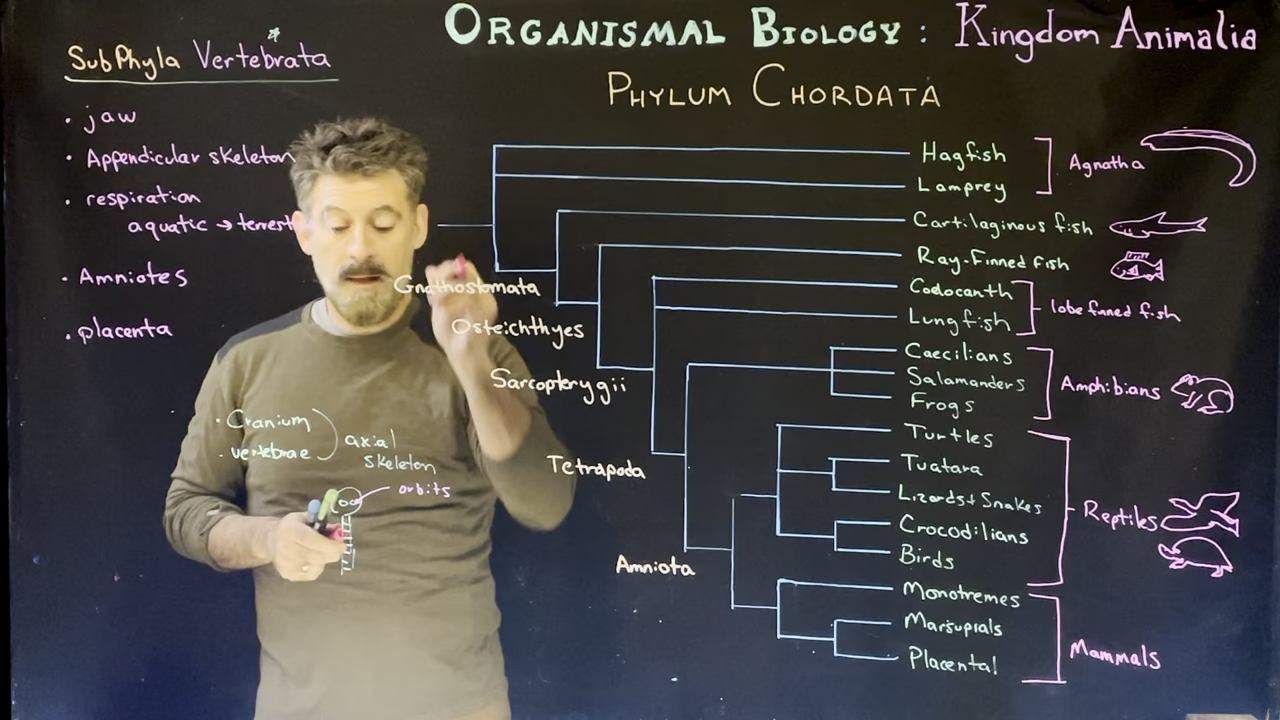 ORGANISMAL BIOLOGY : Kingdom Animalia
PHYLUM CHORDATA
SubPhyla Vertebrata
• jaw
• Appendicular skeleton
• respiration
aquatic → terrest
• Amniotes
• placenta
• Cranium
• vertebrae
axial
skeleton
orbits
Gnathostomata
Osteichthyes
Sarcopterygii
Tetrapoda
Amniota
Hagfish
Lamprey
Agnatha
Cartilaginous fish
Ray-Finned fish
Coelocanth
Lungfish
lobe finned fish
Caecilians
Salamanders
Frogs
Amphibians
Turtles
Tuatara
Lizards + Snakes
Crocodilians
Birds
Reptiles
Monotremes
Marsupials
Placental
Mammals